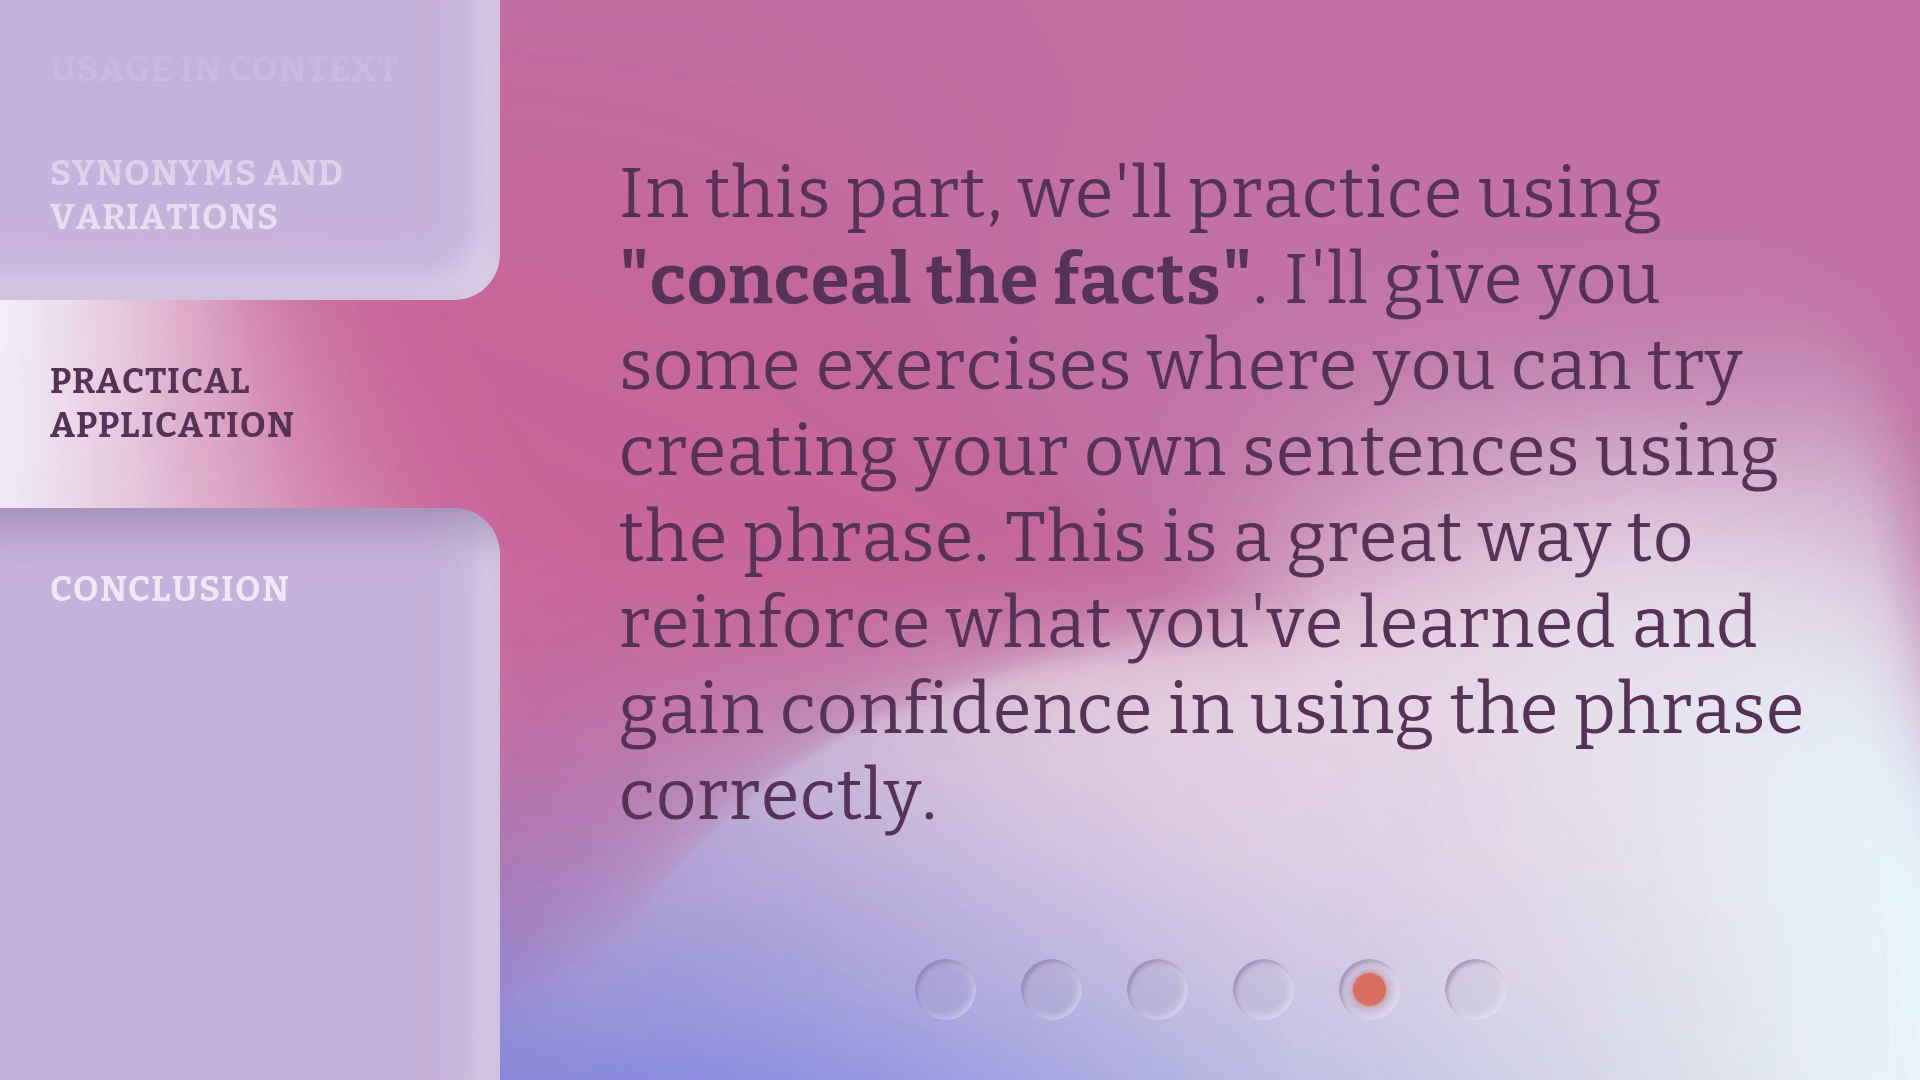 USAGE IN CONTEXT
SYNONYMS AND
VARIATIONS
PRACTICAL
APPLICATION
CONCLUSION
In this part, we'll practice using
"conceal the facts". I'll give you
some exercises where you can try
creating your own sentences using
the phrase. This is a great way to
reinforce what you've learned and
gain confidence in using the phrase
correctly.